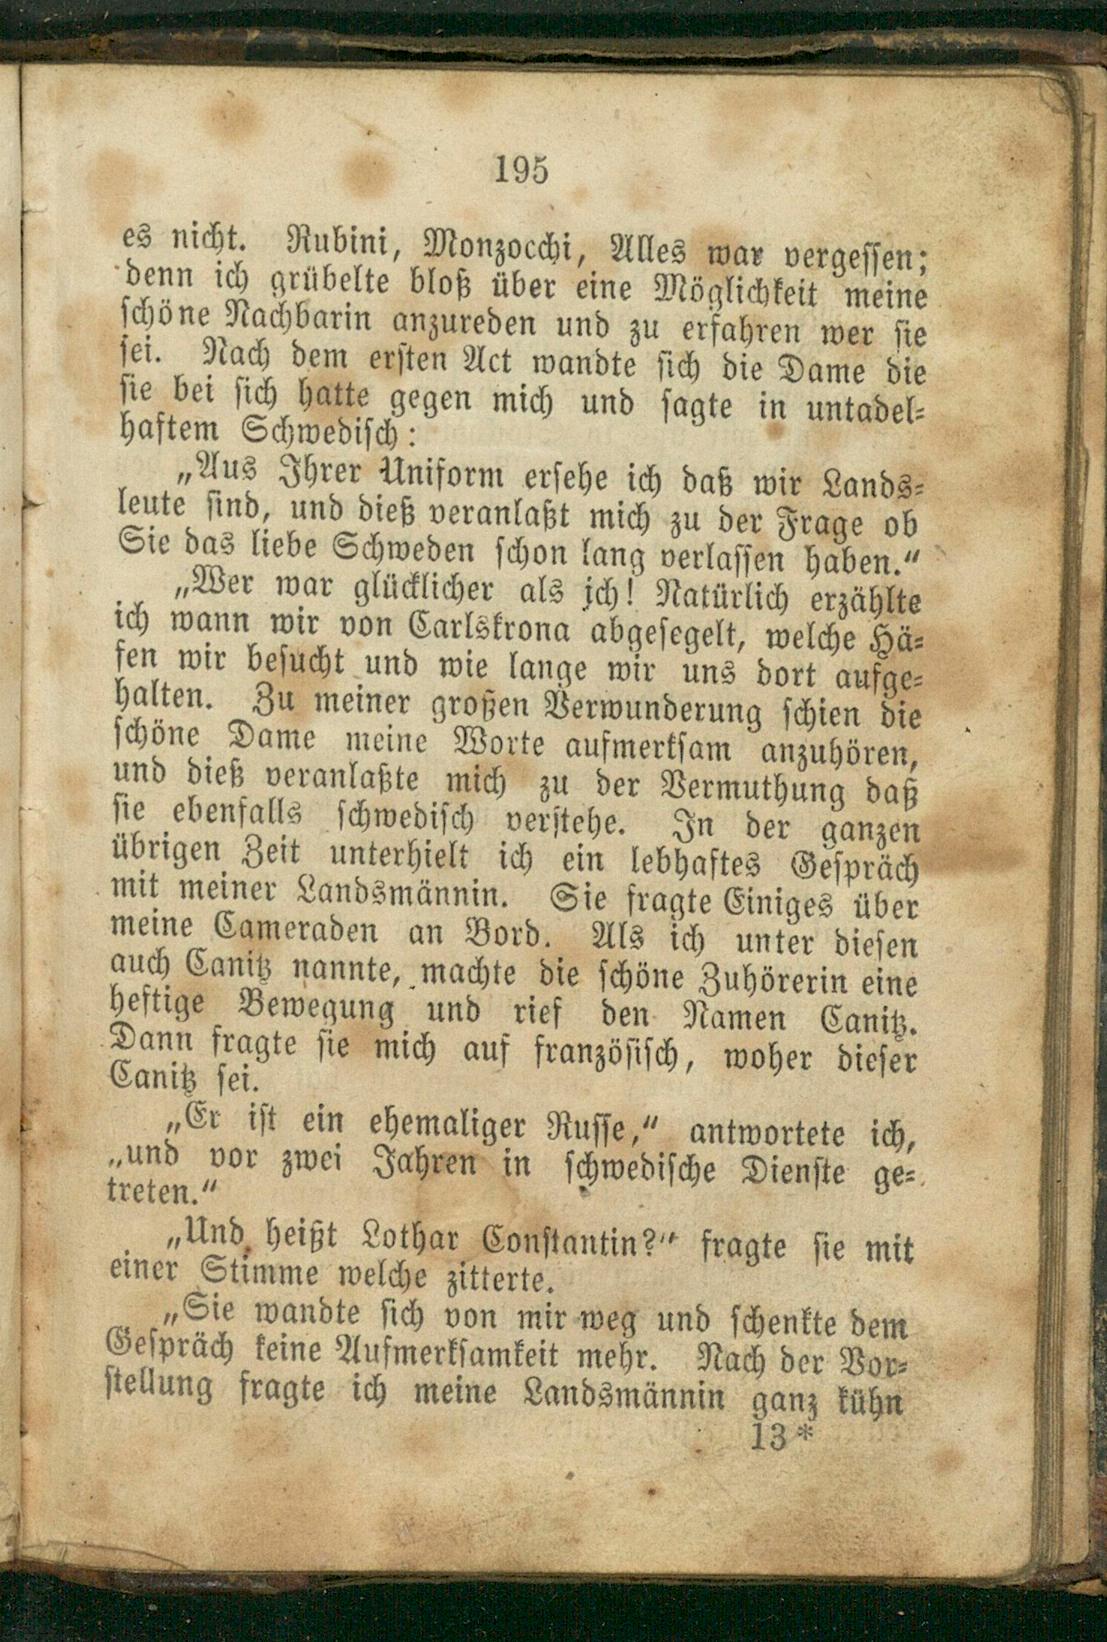 195
es nicht. Rubini, Monzocchi, Alles war vergessen;
denn ich grübelte bloß über eine Möglichkeit meine
schöne Nachbarin anzureden und zu erfahren wer sie
sei. Nach dem ersten Act wandte sich die Dame die
sie bei sich hatte gegen mich und sagte in untadel-
haftem Schwedisch:
„Aus Ihrer Uniform ersehe ich daß wir Lands-
leute sind, und dieß veranlaßt mich zu der Frage ob
Sie das liebe Schweden schon lang verlassen haben.“
„Wer war glücklicher als ich! Natürlich erzählte
ich wann wir von Carlskrona abgesegelt, welche Hä-
fen wir besucht und wie lange wir uns dort aufge-
halten. Zu meiner großen Verwunderung schien die
schöne Dame meine Worte aufmerksam anzuhören,
und dieß veranlaßte mich zu der Vermuthung daß
sie ebenfalls schwedisch verstehe. In der ganzen
übrigen Zeit unterhielt ich ein lebhaftes Gespräch
mit meiner Landsmännin. Sie fragte Einiges über
meine Cameraden an Bord. Als ich unter diesen
auch Canitz nannte, machte die schöne Zuhörerin eine
heftige Bewegung und rief den Namen Canitz.
Dann fragte sie mich auf französisch, woher dieser
Canitz sei.
„Er ist ein ehemaliger Russe,“ antwortete ich,
„und vor zwei Jahren in schwedische Dienste ge-
treten.“
„Und heißt Lothar Constantin?“ fragte sie mit
einer Stimme welche zitterte.
„Sie wandte sich von mir weg und schenkte dem
Gespräch keine Aufmerksamkeit mehr. Nach der Vor-
stellung fragte ich meine Landsmännin ganz kühn
13*